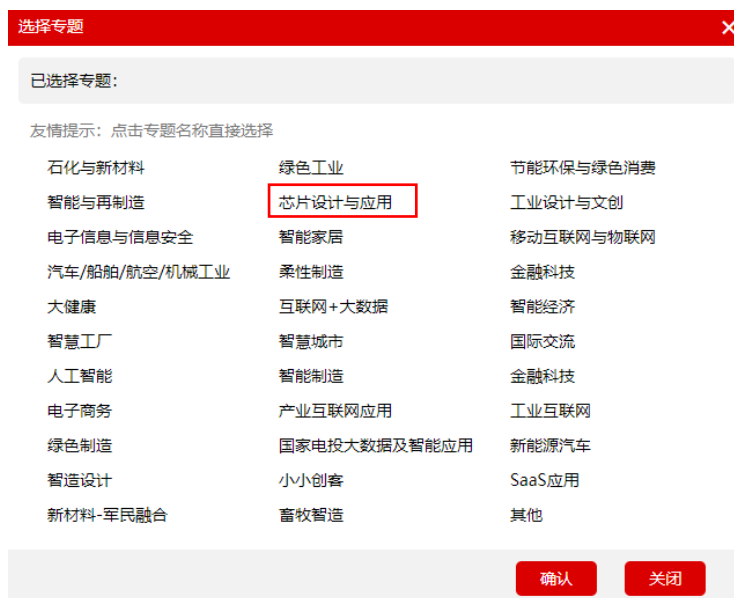 选择专题
已选择专题：
友情提示：点击专题名称直接选择
石化与新材料 绿色工业 节能环保与绿色消费
智能与再制造 芯片设计与应用 工业设计与文创
电子信息与信息安全 智能家居 移动互联网与物联网
汽车/船舶/航空/机械工业 柔性制造 金融科技
大健康 互联网+大数据 智能经济
智慧工厂 智慧城市 国际交流
人工智能 智能制造 金融科技
电子商务 产业互联网应用 工业互联网
绿色制造 国家电投大数据及智能应用 新能源汽车
智造设计 小小创客 SaaS应用
新材料-军民融合 畜牧智造 其他
确认 关闭